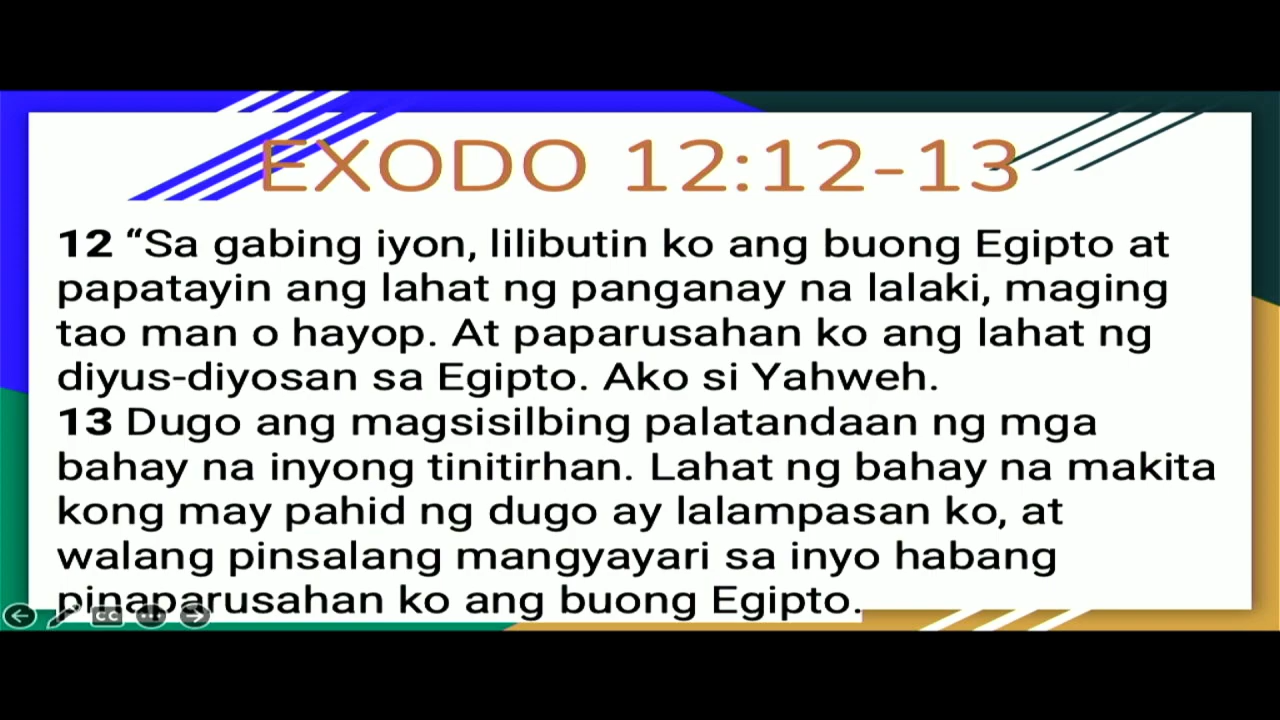 EXODO 12:12-13
12 “Sa gabing iyon, lilibutin ko ang buong Egipto at
papatayin ang lahat ng panganay na lalaki, maging
tao man o hayop. At paparusahan ko ang lahat ng
diyus-diyosan sa Egipto. Ako si Yahweh.
13 Dugo ang magsisilbing palatandaan ng mga
bahay na inyong tinitirhan. Lahat ng bahay na makita
kong may pahid ng dugo ay lalampasan ko, at
walang pinsalang mangyayari sa inyo habang
pinaparusahan ko ang buong Egipto.
CC